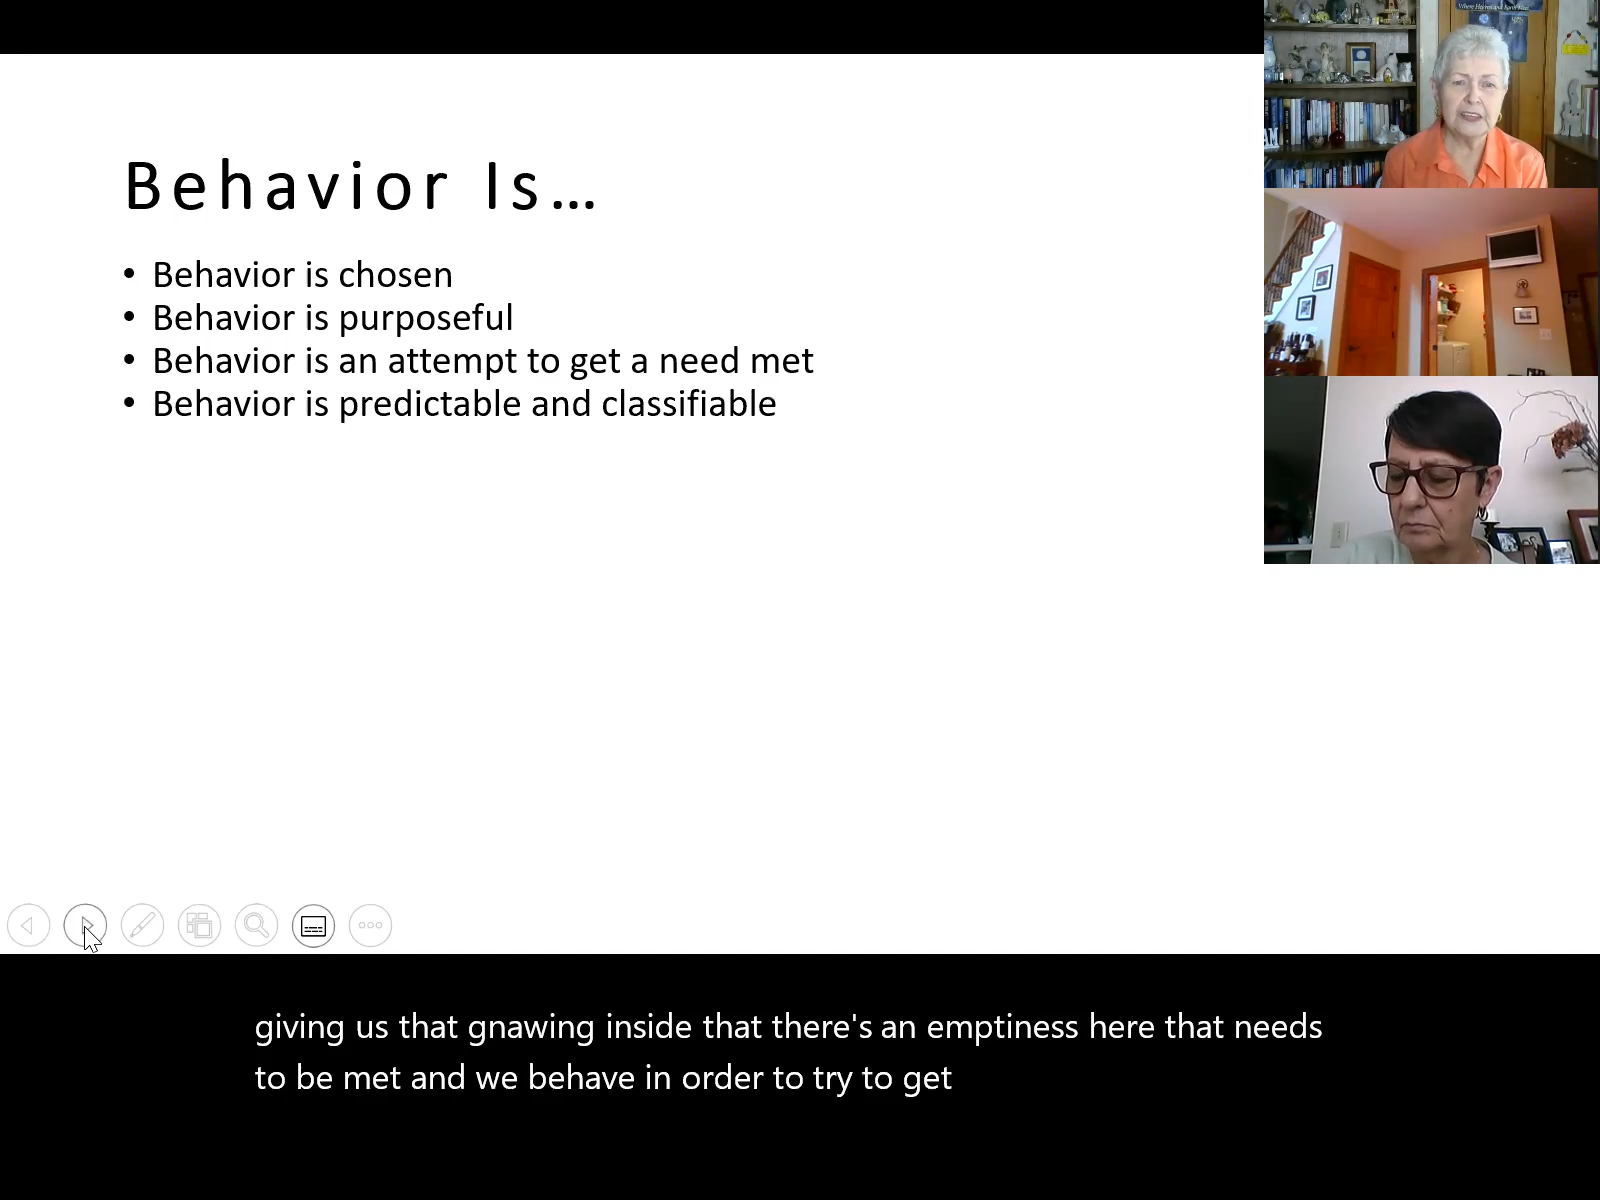 Behavior Is...
• Behavior is chosen
• Behavior is purposeful
• Behavior is an attempt to get a need met
• Behavior is predictable and classifiable
giving us that gnawing inside that there's an emptiness here that needs
to be met and we behave in order to try to get